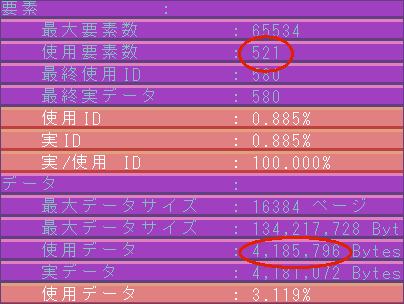 要素 :
最大要素数 : 65534
使用要素数 : 521
最終使用ID : 580
最終実データ : 580
使用ID : 0.885%
実ID : 0.885%
実/使用 ID : 100.000%
データ :
最大データサイズ : 16384 ページ
最大データサイズ : 134,217,728 Byt
使用データ : 4,185,796 Bytes
実データ : 4,181,072 Bytes
使用データ : 3.119%